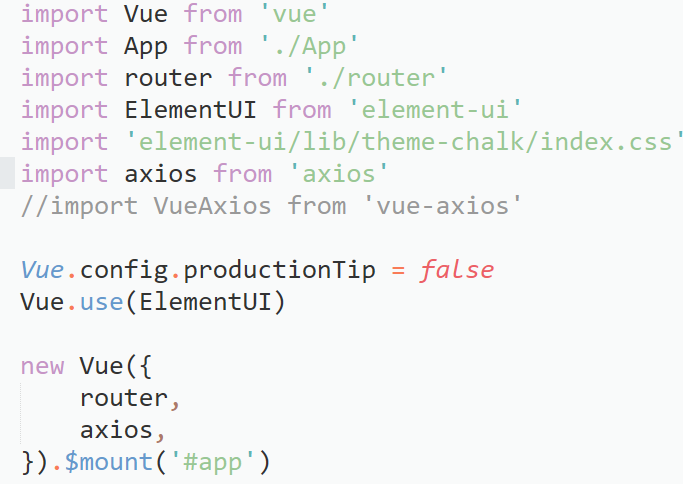 import Vue from 'vue'
import App from './App'
import router from './router'
import ElementUI from 'element-ui'
import 'element-ui/lib/theme-chalk/index.css'
import axios from 'axios'
//import VueAxios from 'vue-axios'

Vue.config.productionTip = false
Vue.use(ElementUI)

new Vue({
    router,
    axios,
}).$mount('#app')